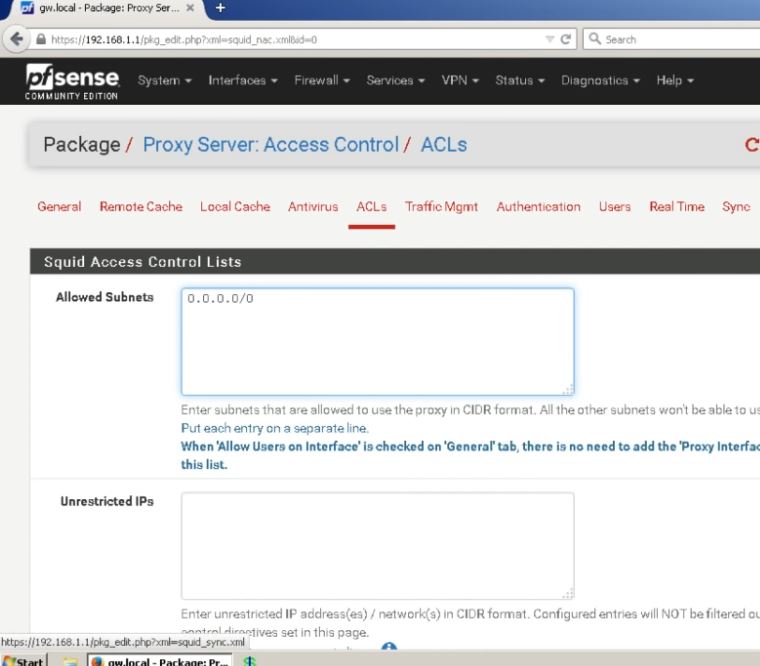 gw.local - Package: Proxy Ser...
https://192.168.1.1/pkg_edit.php?xml=squid_nac.xml&id=0
Search
pfsense
COMMUNITY EDITION
System Interfaces Firewall Services VPN Status Diagnostics Help
Package / Proxy Server: Access Control / ACLs
General Remote Cache Local Cache Antivirus ACLs Traffic Mgmt Authentication Users Real Time Sync
Squid Access Control Lists
Allowed Subnets
0.0.0.0/0
Enter subnets that are allowed to use the proxy in CIDR format. All the other subnets won't be able to us
Put each entry on a separate line.
When 'Allow Users on Interface' is checked on 'General' tab, there is no need to add the 'Proxy Interfac
this list.
Unrestricted IPs
Enter unrestricted IP address(es) / network(s) in CIDR format. Configured entries will NOT be filtered ou
control directives set in this page.
https://192.168.1.1/pkg_edit.php?xml=squid_sync.xml
Start
gw.local - Package: Pr...